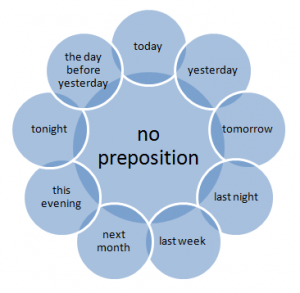 today
yesterday
tomorrow
last night
last week
next
month
this
evening
tonight
the day
before
yesterday
no
preposition